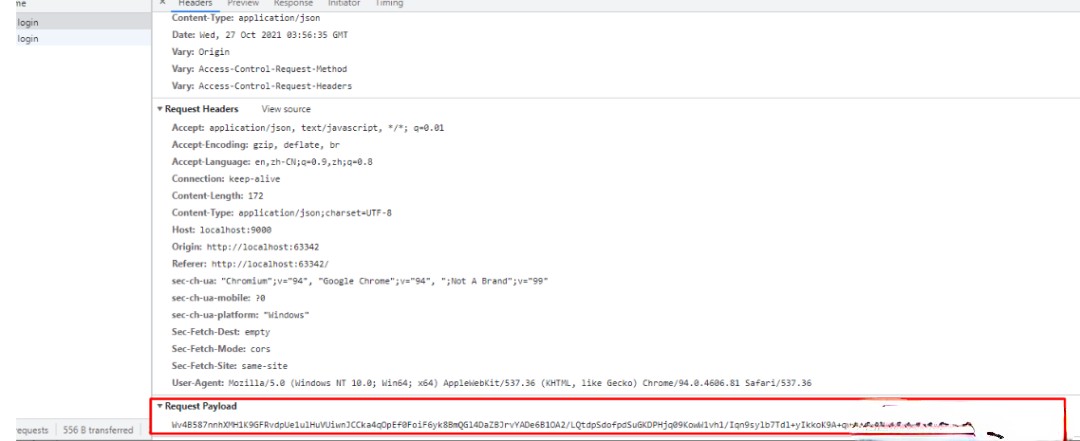 me
× Headers Preview Response Initiator Timing
login
login
Content-Type: application/json
Date: Wed, 27 Oct 2021 03:56:35 GMT
Vary: Origin
Vary: Access-Control-Request-Method
Vary: Access-Control-Request-Headers
▼ Request Headers View source
Accept: application/json, text/javascript, */*; q=0.01
Accept-Encoding: gzip, deflate, br
Accept-Language: en,zh-CN;q=0.9,zh;q=0.8
Connection: keep-alive
Content-Length: 172
Content-Type: application/json;charset=UTF-8
Host: localhost:9000
Origin: http://localhost:63342
Referer: http://localhost:63342/
sec-ch-ua: "Chromium";v="94", "Google Chrome";v="94", ";Not A Brand";v="99"
sec-ch-ua-mobile: ?0
sec-ch-ua-platform: "Windows"
Sec-Fetch-Dest: empty
Sec-Fetch-Mode: cors
Sec-Fetch-Site: same-site
User-Agent: Mozilla/5.0 (Windows NT 10.0; Win64; x64) AppleWebKit/537.36 (KHTML, like Gecko) Chrome/94.0.4606.81 Safari/537.36
▼ Request Payload
equests 556 B transferred